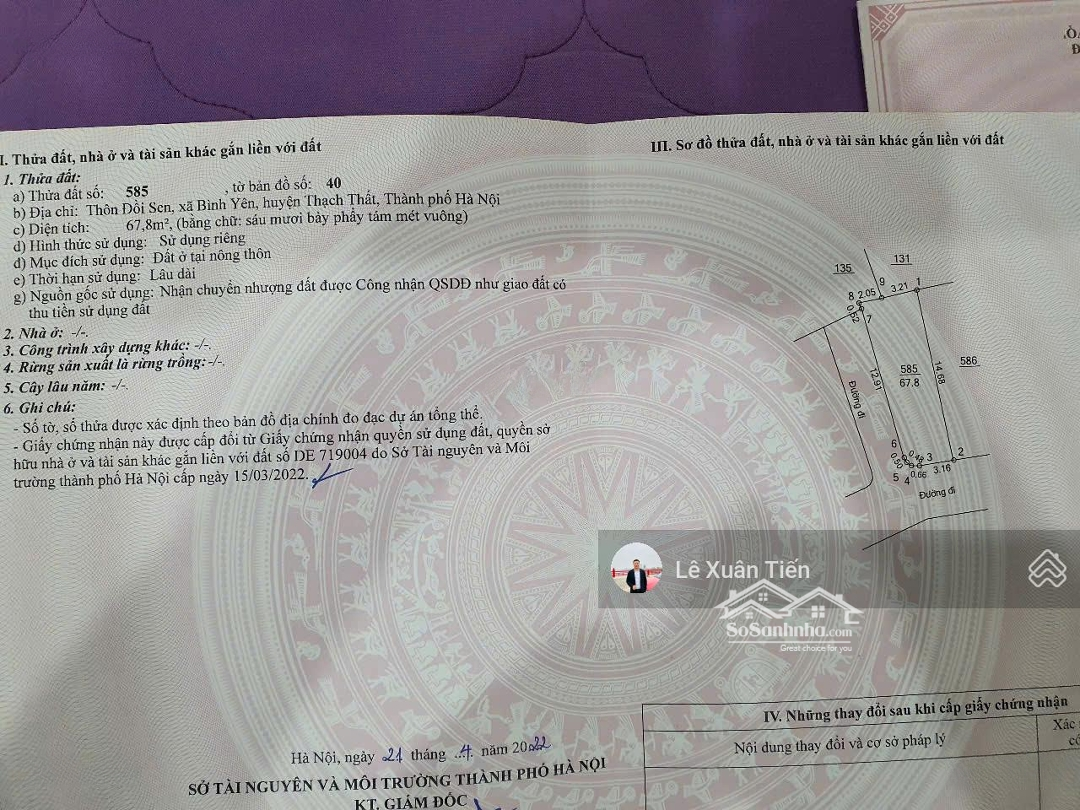 I. Thửa đất, nhà ở và tài sản khác gắn liền với đất
1. Thửa đất:
a) Thửa đất số: 585 , tờ bản đồ số: 40
b) Địa chỉ: Thôn Đồi Sen, xã Bình Yên, huyện Thạch Thất, Thành phố Hà Nội
c) Diện tích: 67,8m², (bằng chữ: sáu mươi bảy phẩy tám mét vuông)
d) Hình thức sử dụng: Sử dụng riêng
đ) Mục đích sử dụng: Đất ở tại nông thôn
e) Thời hạn sử dụng: Lâu dài
g) Nguồn gốc sử dụng: Nhận chuyển nhượng đất được Công nhận QSDĐ như giao đất có
thu tiền sử dụng đất
2. Nhà ở: -/-.
3. Công trình xây dựng khác: -/-.
4. Rừng sản xuất là rừng trồng: -/-.
5. Cây lâu năm: -/-.
6. Ghi chú:
- Số tờ, số thửa được xác định theo bản đồ địa chính đo đạc dự án tổng thể.
- Giấy chứng nhận này được cấp đổi từ Giấy chứng nhận quyền sử dụng đất, quyền sở
hữu nhà ở và tài sản khác gắn liền với đất số DE 719004 do Sở Tài nguyên và Môi
trường thành phố Hà Nội cấp ngày 15/03/2022.
Hà Nội, ngày 21 tháng 4 năm 2022
SỞ TÀI NGUYÊN VÀ MÔI TRƯỜNG THÀNH PHỐ HÀ NỘI
KT. GIÁM ĐỐC
III. Sơ đồ thửa đất, nhà ở và tài sản khác gắn liền với đất
135
131
8 2.05 9 3.21 1
0.62 7
12.91
585
67.8
14.68
586
Đường đi
6
0.50 0.48 3 2
5 4 0.66 3.16
Đường đi
Lê Xuân Tiến
SoSanhnha.com
Great choice for you
IV. Những thay đổi sau khi cấp giấy chứng nhận
Nội dung thay đổi và cơ sở pháp lý
Xác